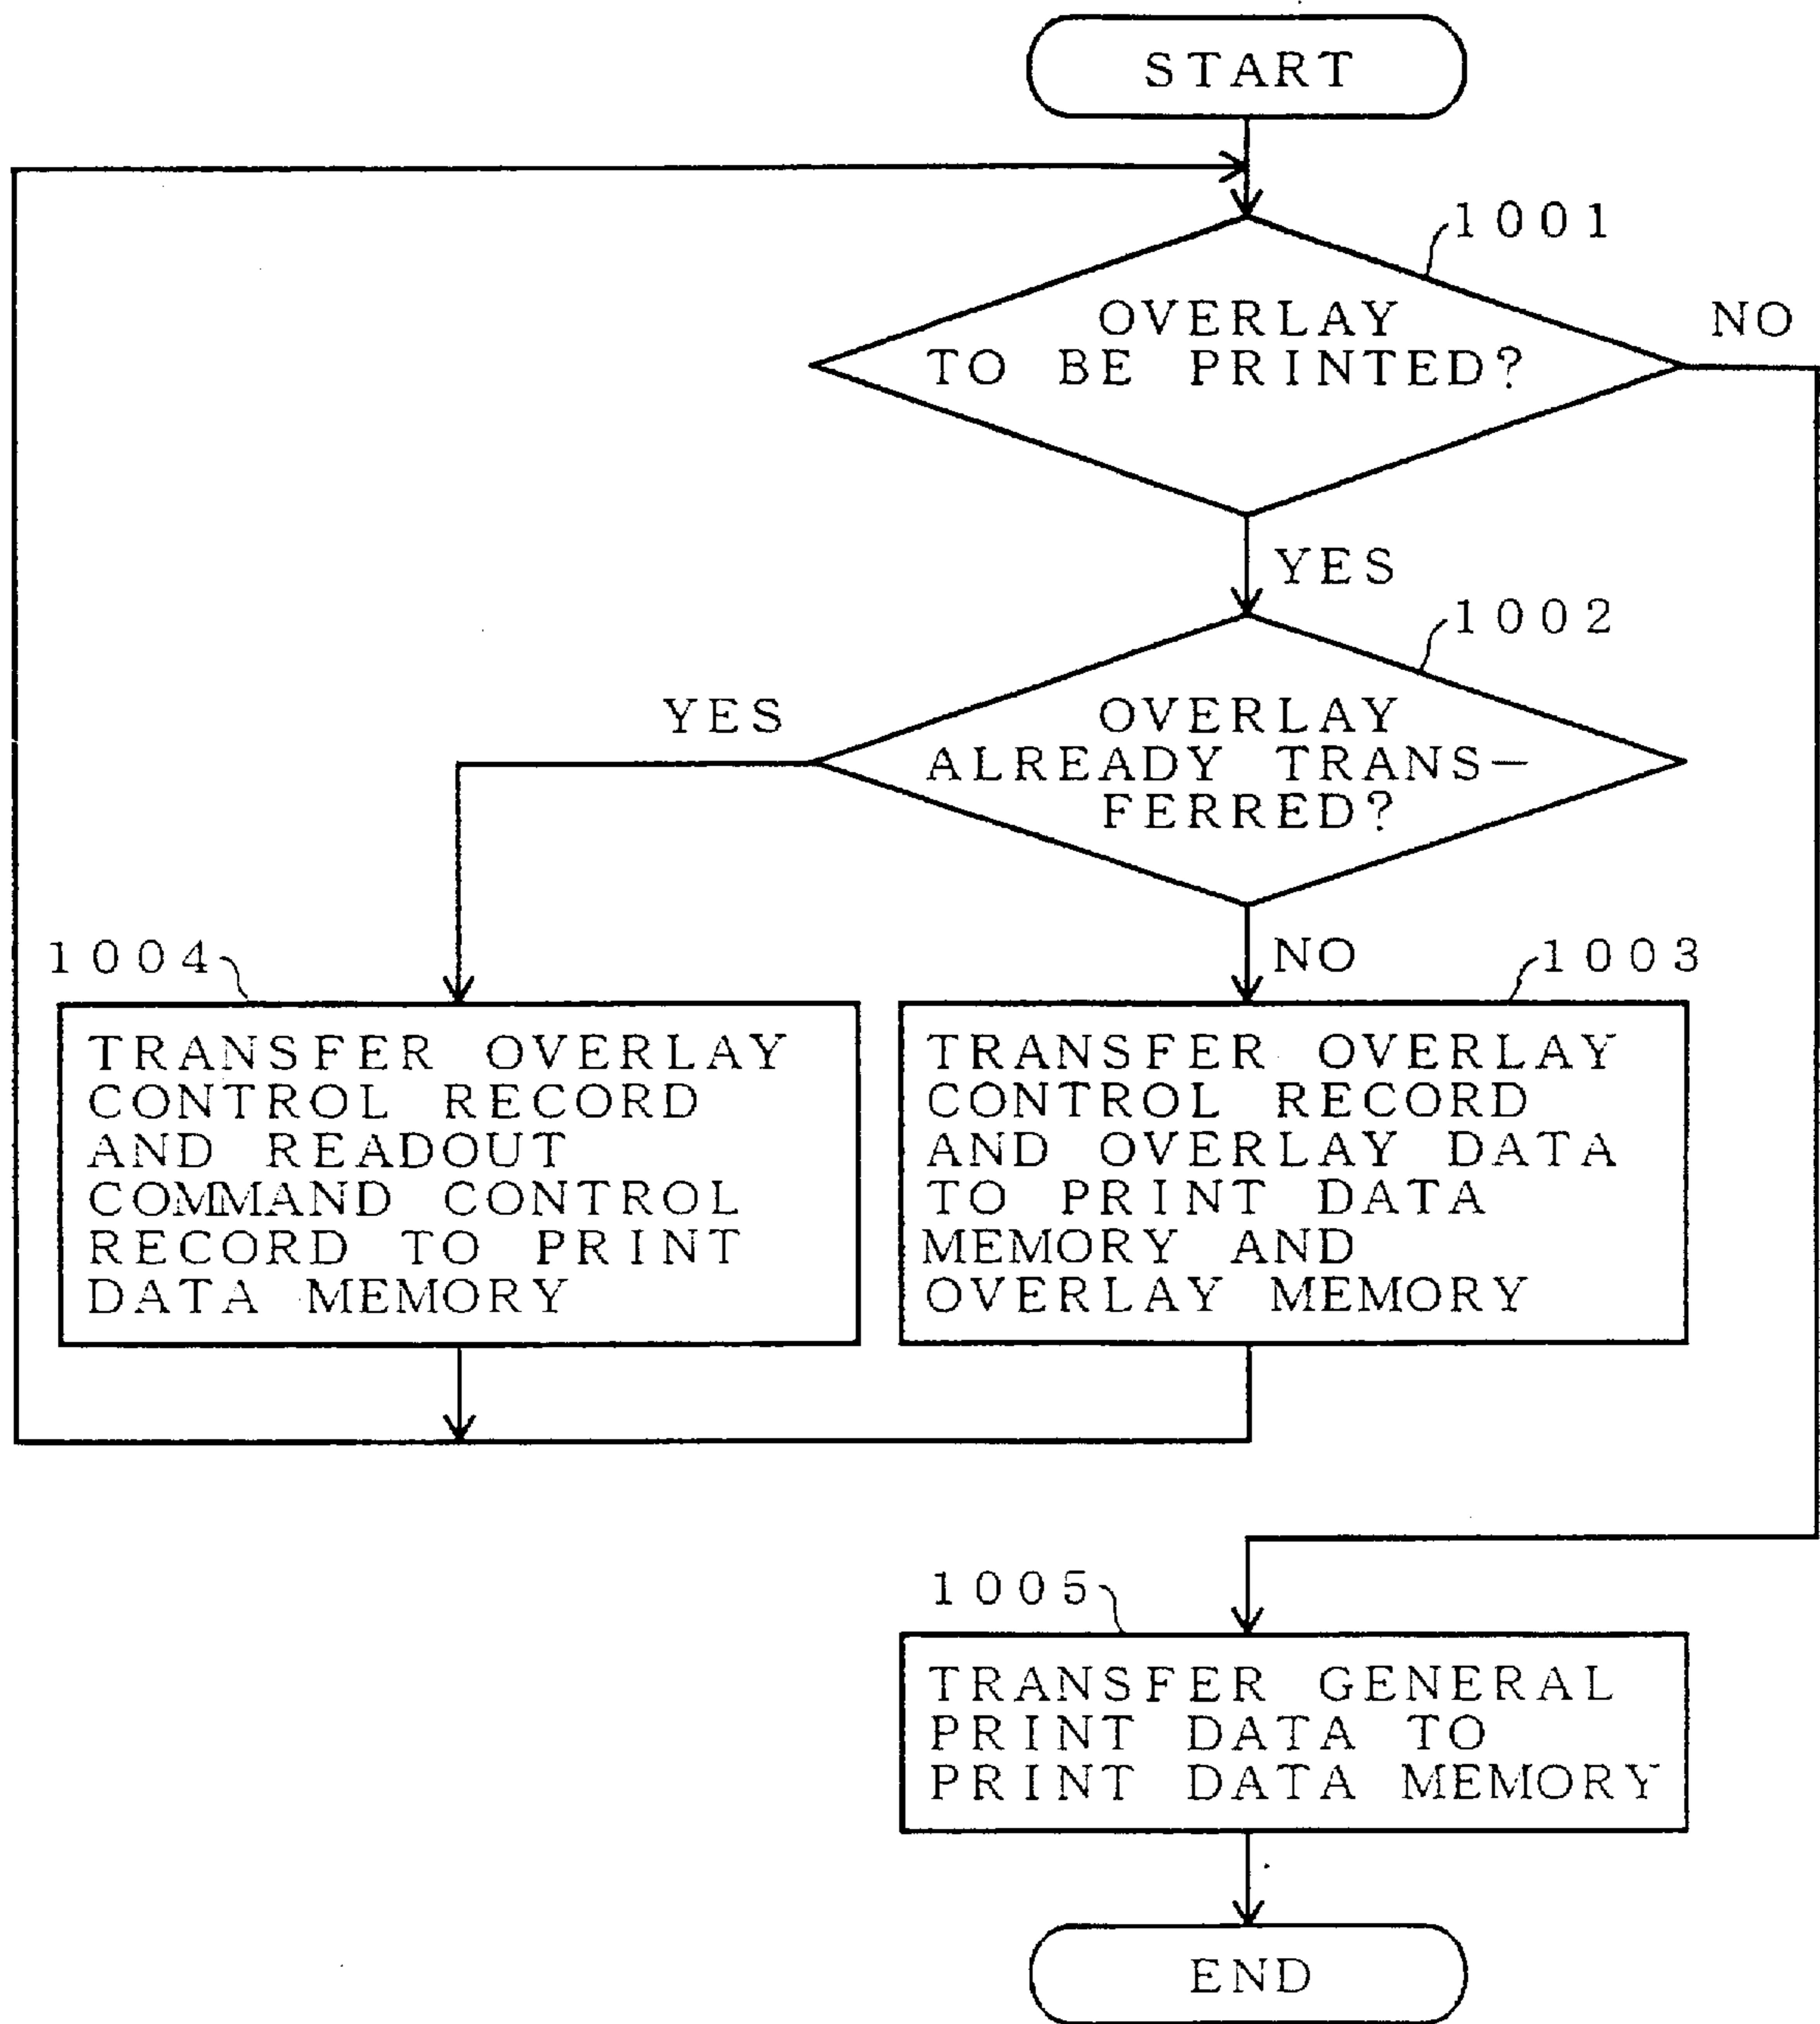 START
1001
OVERLAY
TO BE PRINTED?
NO
YES
1002
OVERLAY
ALREADY TRANS-
FERRED?
YES
NO
1004
TRANSFER OVERLAY
CONTROL RECORD
AND READOUT
COMMAND CONTROL
RECORD TO PRINT
DATA MEMORY
1003
TRANSFER OVERLAY
CONTROL RECORD
AND OVERLAY DATA
TO PRINT DATA
MEMORY AND
OVERLAY MEMORY
1005
TRANSFER GENERAL
PRINT DATA TO
PRINT DATA MEMORY
END